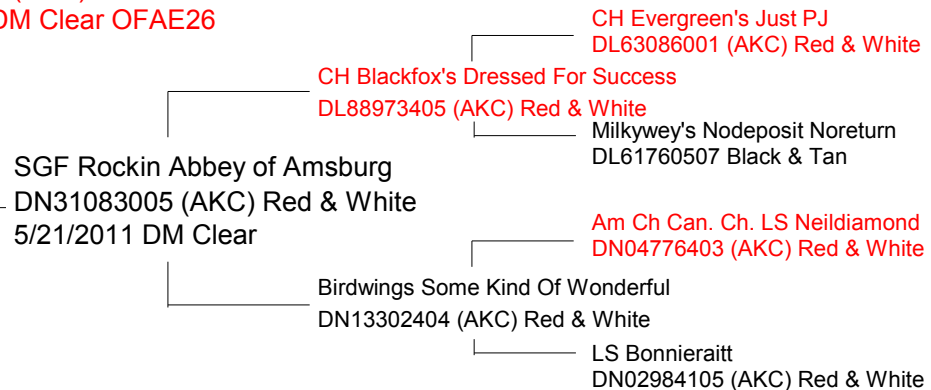 DM Clear OFAE26
CH Evergreen's Just PJ
DL63086001 (AKC) Red & White
CH Blackfox's Dressed For Success
DL88973405 (AKC) Red & White
Milkywey's Nodeposit Noreturn
DL61760507 Black & Tan
SGF Rockin Abbey of Amsburg
DN31083005 (AKC) Red & White
5/21/2011 DM Clear
Am Ch Can. Ch. LS Neildiamond
DN04776403 (AKC) Red & White
Birdwings Some Kind Of Wonderful
DN13302404 (AKC) Red & White
LS Bonnieraitt
DN02984105 (AKC) Red & White